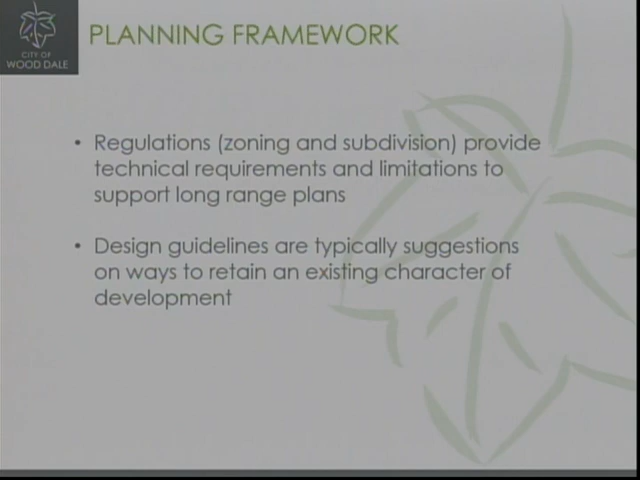 CITY OF
WOOD DALE
PLANNING FRAMEWORK
• Regulations (zoning and subdivision) provide
technical requirements and limitations to
support long range plans
• Design guidelines are typically suggestions
on ways to retain an existing character of
development